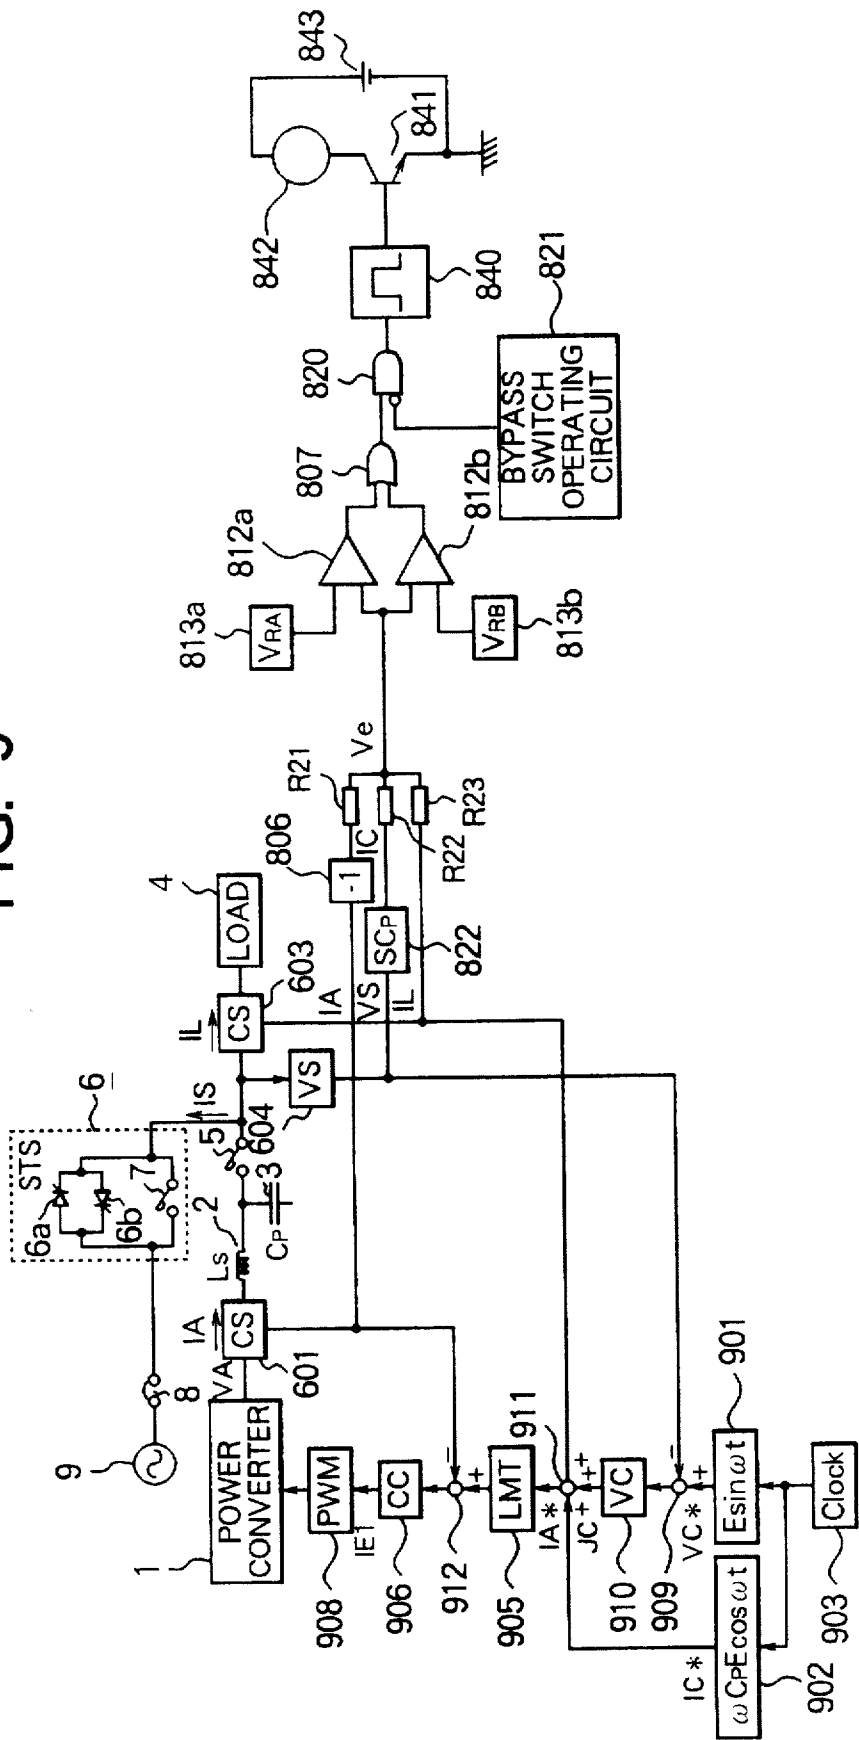 STS
6
6a
6b
7
IS
5
604
9
8
VA
IA
CS
601
Ls
2
CP
3
VS
IL
CS
603
LOAD
4
1
POWER
CONVERTER
908
PWM
IE1
906
CC
912
-
+
905
LMT
911
IA*
JC
+
+
+
910
VC
909
-
+
VC*
901
Esinωt
IC*
ωCPEcosωt
902
903
Clock
IA
VS
IL
806
-1
IC
SCP
822
R21
R22
R23
Ve
813a
VRA
813b
VRB
812a
812b
807
820
BYPASS
SWITCH
OPERATING
CIRCUIT
821
840
842
841
843